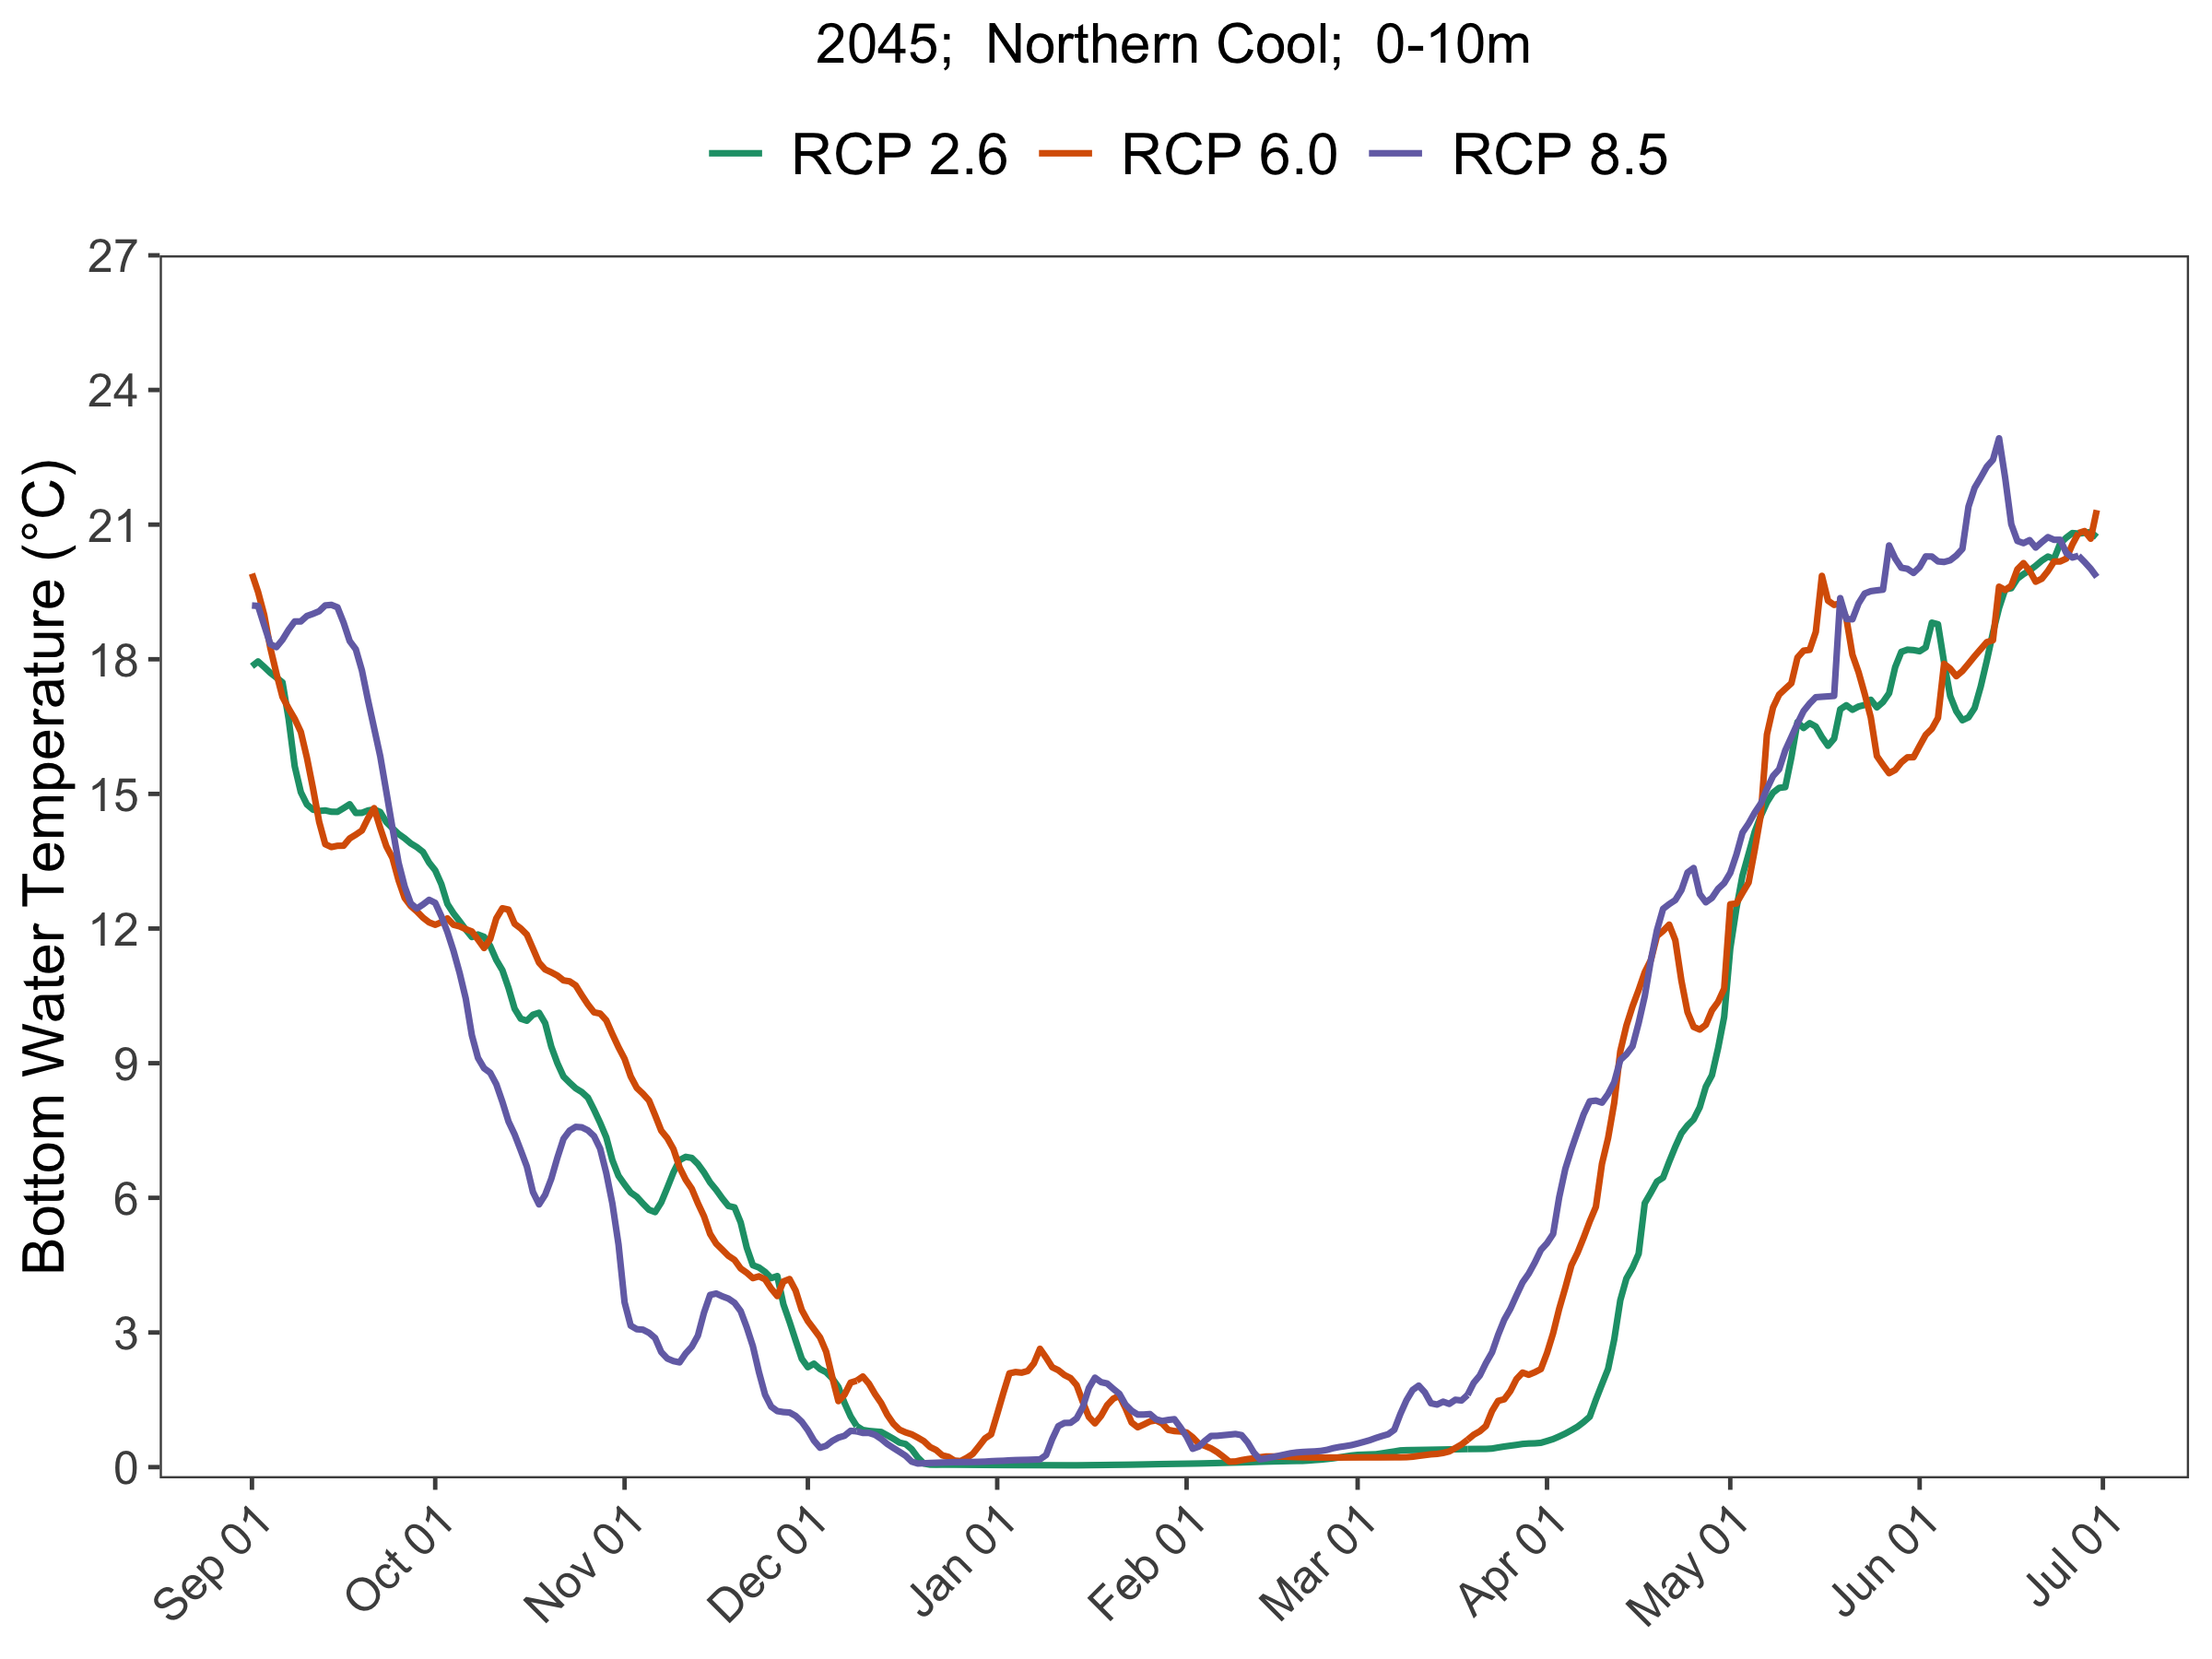 2045; Northern Cool; 0-10m
RCP 2.6 RCP 6.0 RCP 8.5
Bottom Water Temperature (°C)
27
24
21
18
15
12
9
6
3
0
Sep 01 Oct 01 Nov 01 Dec 01 Jan 01 Feb 01 Mar 01 Apr 01 May 01 Jun 01 Jul 01